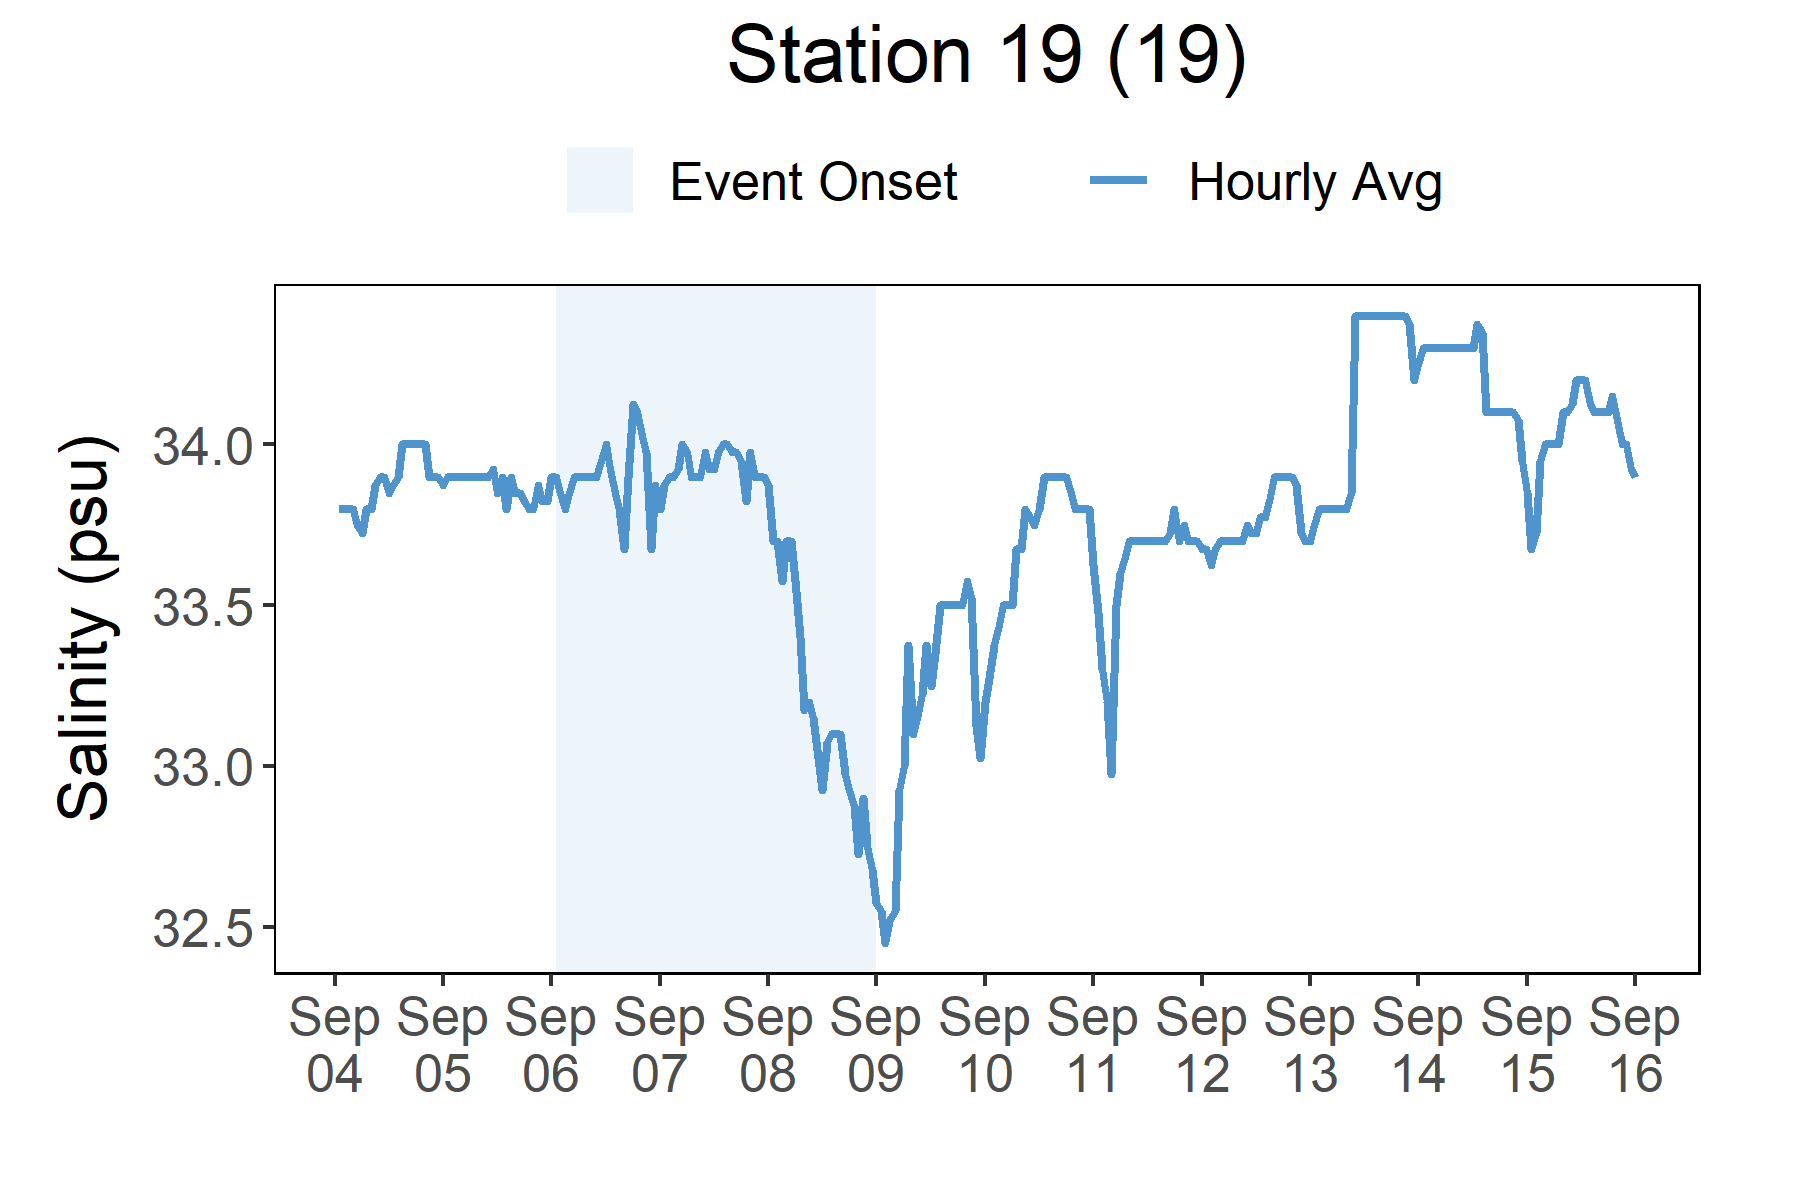 Station 19 (19)
Event Onset
Hourly Avg
Salinity (psu)
34.0
33.5
33.0
32.5
Sep Sep Sep Sep Sep Sep Sep Sep Sep Sep Sep Sep Sep
04 05 06 07 08 09 10 11 12 13 14 15 16